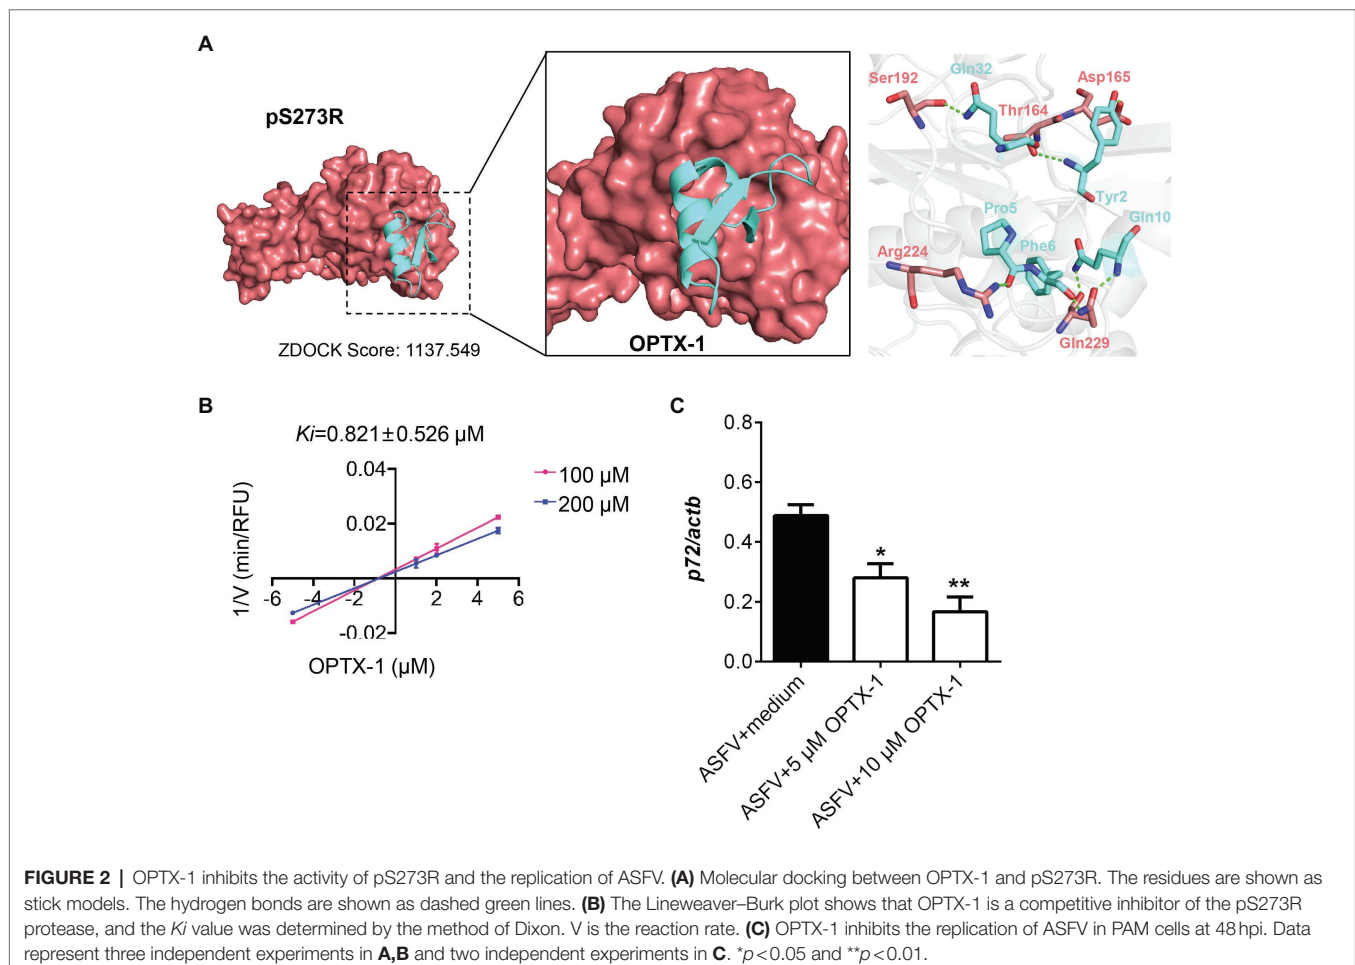 A
pS273R
ZDOCK Score: 1137.549
OPTX-1
Ser192
Gln32
Thr164
Asp165
Tyr2
Pro5
Gln10
Phe6
Arg224
Gln229
B
Ki=0.821±0.526 µM
1/V (min/RFU)
0.04
0.02
-0.02
-6 -4 -2 2 4 6
OPTX-1 (µM)
100 µM
200 µM
C
p72/actb
0.8
0.6
0.4
0.2
0.0
*
**
ASFV+medium
ASFV+5 µM OPTX-1
ASFV+10 µM OPTX-1
FIGURE 2 | OPTX-1 inhibits the activity of pS273R and the replication of ASFV. (A) Molecular docking between OPTX-1 and pS273R. The residues are shown as
stick models. The hydrogen bonds are shown as dashed green lines. (B) The Lineweaver–Burk plot shows that OPTX-1 is a competitive inhibitor of the pS273R
protease, and the Ki value was determined by the method of Dixon. V is the reaction rate. (C) OPTX-1 inhibits the replication of ASFV in PAM cells at 48 hpi. Data
represent three independent experiments in A,B and two independent experiments in C. *p<0.05 and **p<0.01.